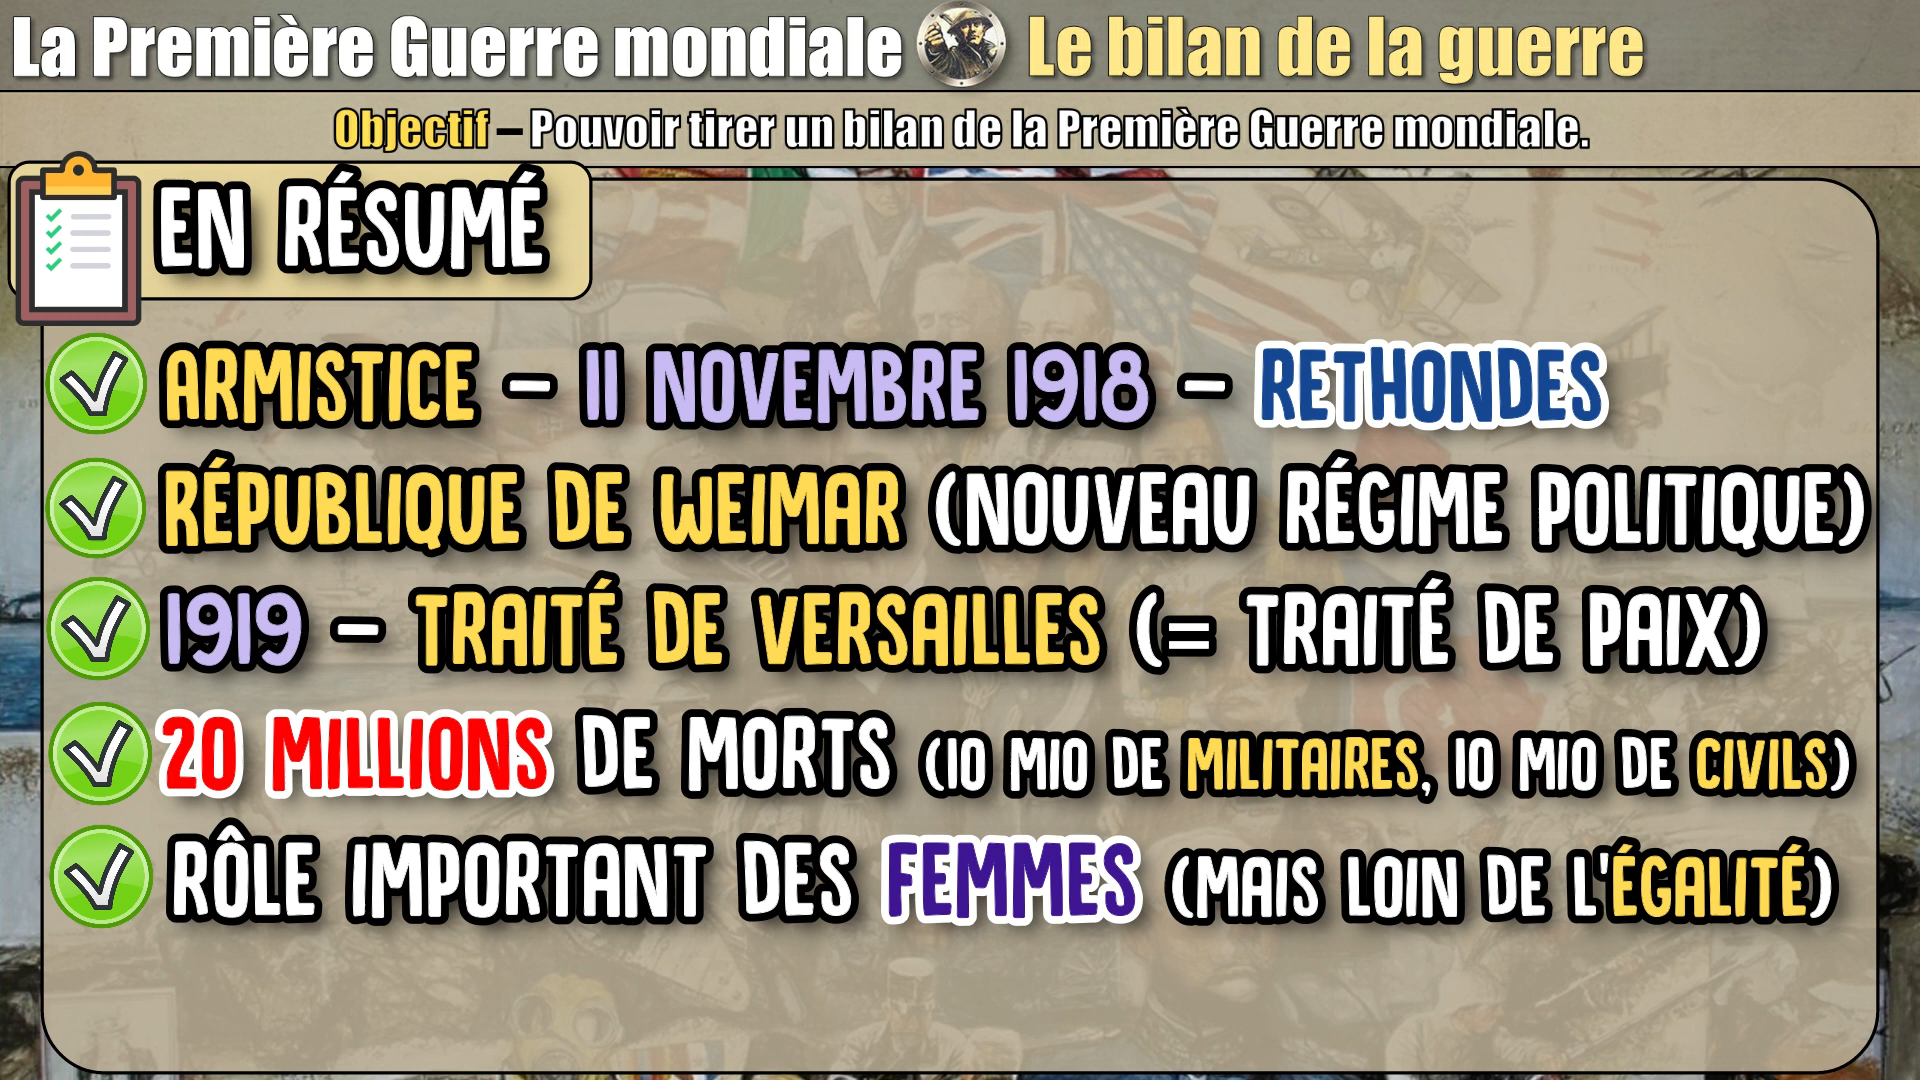 La Première Guerre mondiale Le bilan de la guerre
Objectif – Pouvoir tirer un bilan de la Première Guerre mondiale.
EN RÉSUMÉ
ARMISTICE – 11 NOVEMBRE 1918 – RETHONDES
RÉPUBLIQUE DE WEIMAR (NOUVEAU RÉGIME POLITIQUE)
1919 – TRAITÉ DE VERSAILLES (= TRAITÉ DE PAIX)
20 MILLIONS DE MORTS (10 MIO DE MILITAIRES, 10 MIO DE CIVILS)
RÔLE IMPORTANT DES FEMMES (MAIS LOIN DE L'ÉGALITÉ)